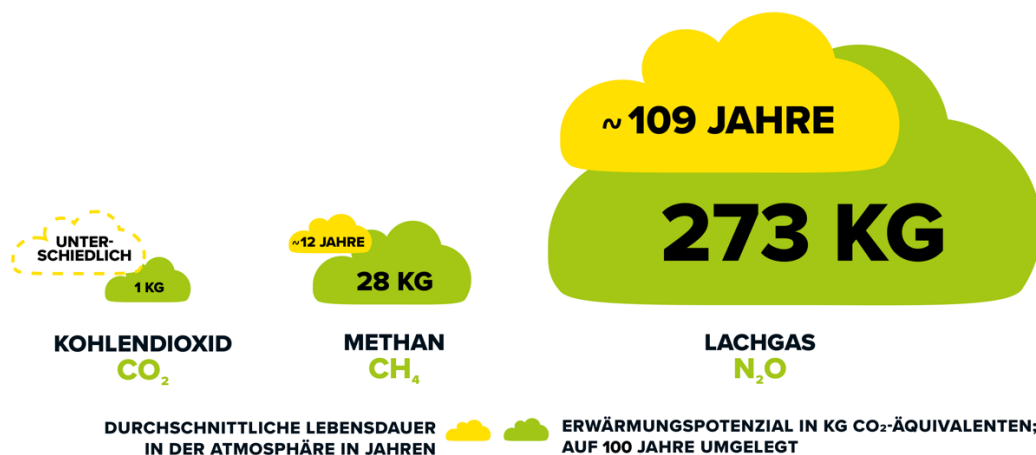 ~ 109 JAHRE
273 KG
UNTER-
SCHIEDLICH
1 KG
~12 JAHRE
28 KG
KOHLENDIOXID
CO₂
METHAN
CH₄
LACHGAS
N₂O
DURCHSCHNITTLICHE LEBENSDAUER
IN DER ATMOSPHÄRE IN JAHREN
ERWÄRMUNGSPOTENZIAL IN KG CO₂-ÄQUIVALENTEN;
AUF 100 JAHRE UMGELEGT